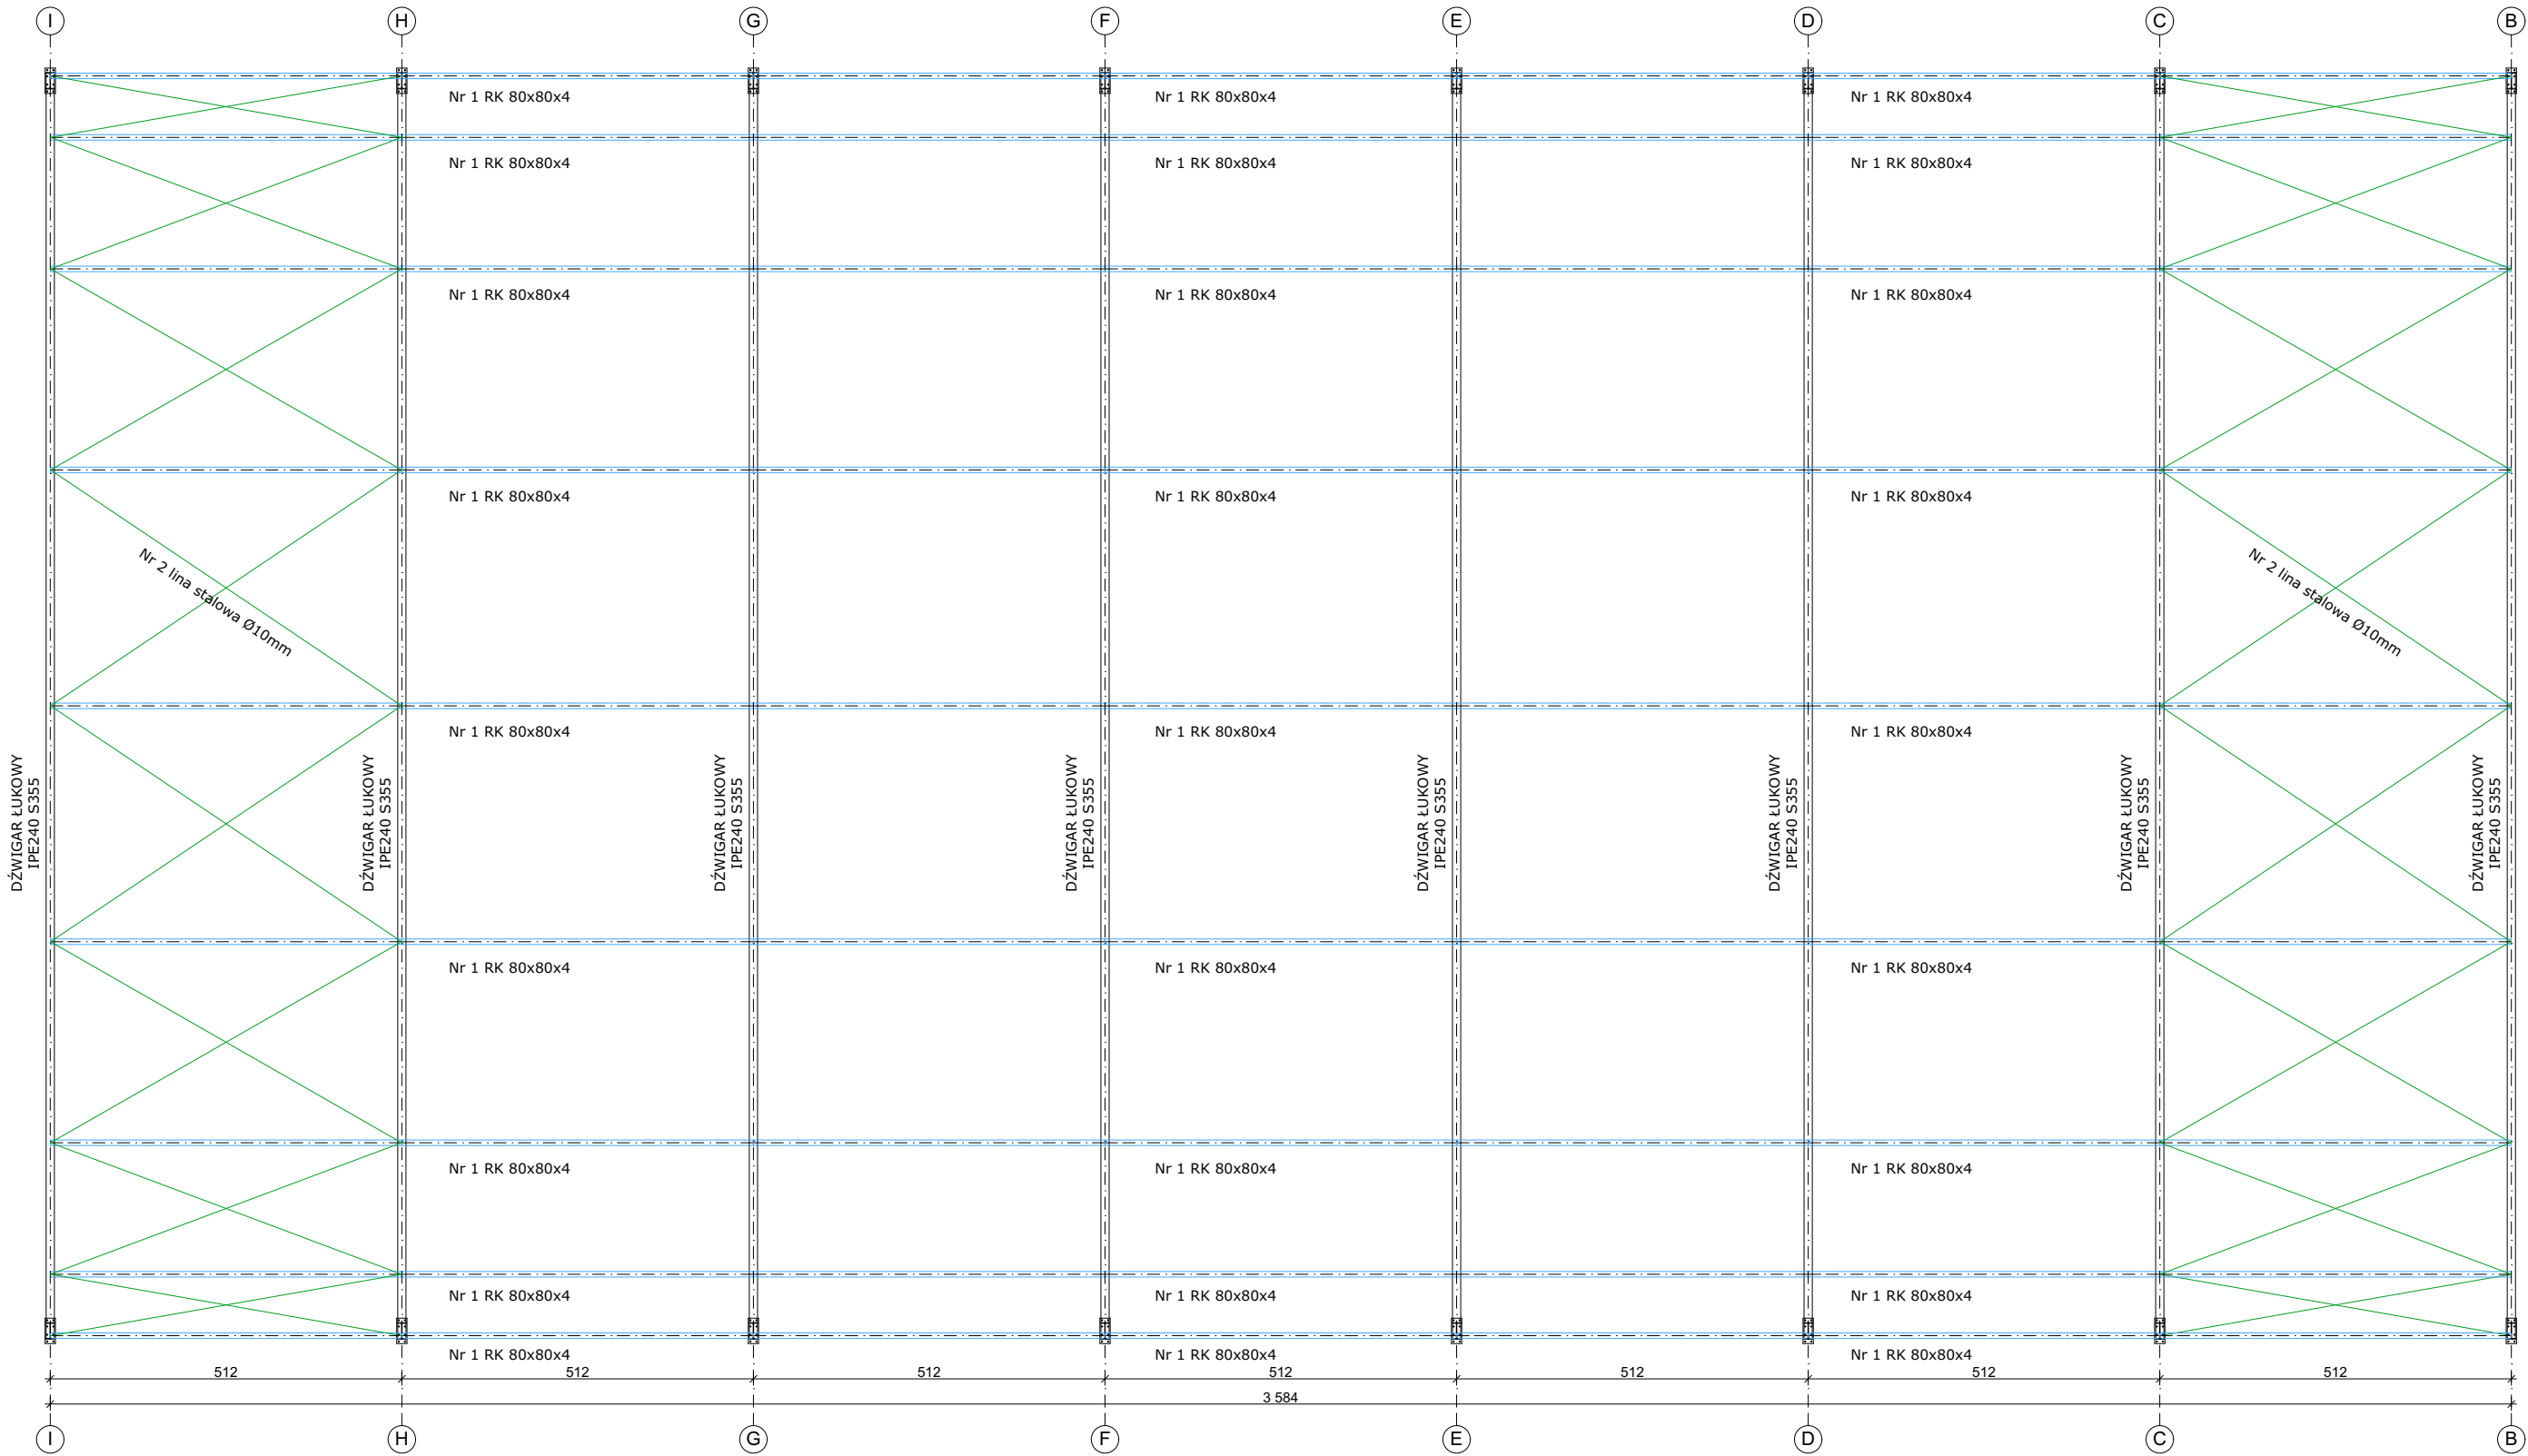 I H G F E D C B
Nr 1 RK 80x80x4 Nr 1 RK 80x80x4 Nr 1 RK 80x80x4
Nr 1 RK 80x80x4 Nr 1 RK 80x80x4 Nr 1 RK 80x80x4
Nr 1 RK 80x80x4 Nr 1 RK 80x80x4 Nr 1 RK 80x80x4
Nr 1 RK 80x80x4 Nr 1 RK 80x80x4 Nr 1 RK 80x80x4
Nr 2 lina stalowa Ø10mm
Nr 2 lina stalowa Ø10mm
Nr 1 RK 80x80x4 Nr 1 RK 80x80x4 Nr 1 RK 80x80x4
DŹWIGAR ŁUKOWY
IPE240 S355
DŹWIGAR ŁUKOWY
IPE240 S355
DŹWIGAR ŁUKOWY
IPE240 S355
DŹWIGAR ŁUKOWY
IPE240 S355
DŹWIGAR ŁUKOWY
IPE240 S355
DŹWIGAR ŁUKOWY
IPE240 S355
DŹWIGAR ŁUKOWY
IPE240 S355
DŹWIGAR ŁUKOWY
IPE240 S355
Nr 1 RK 80x80x4 Nr 1 RK 80x80x4 Nr 1 RK 80x80x4
Nr 1 RK 80x80x4 Nr 1 RK 80x80x4 Nr 1 RK 80x80x4
Nr 1 RK 80x80x4 Nr 1 RK 80x80x4 Nr 1 RK 80x80x4
Nr 1 RK 80x80x4 Nr 1 RK 80x80x4 Nr 1 RK 80x80x4
512 512 512 512 512 512 512
3 584
I H G F E D C B